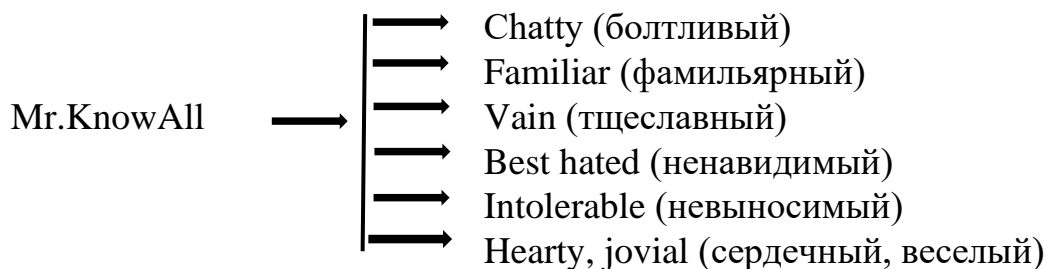 Chatty (болтливый)
Familiar (фамильярный)
Mr.KnowAll
Vain (тщеславный)
Best hated (ненавидимый)
Intolerable (невыносимый)
Hearty, jovial (сердечный, веселый)